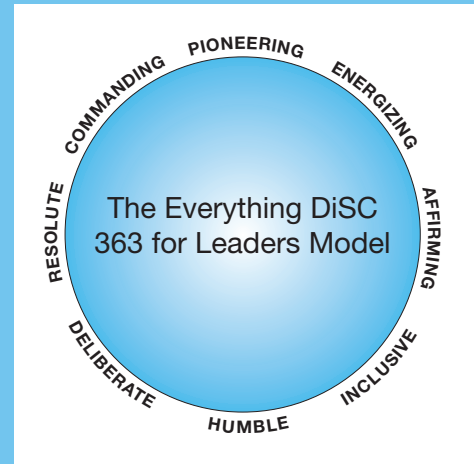 PIONEERING
ENERGIZING
AFFIRMING
INCLUSIVE
HUMBLE
DELIBERATE
RESOLUTE
COMMANDING
The Everything DiSC
363 for Leaders Model